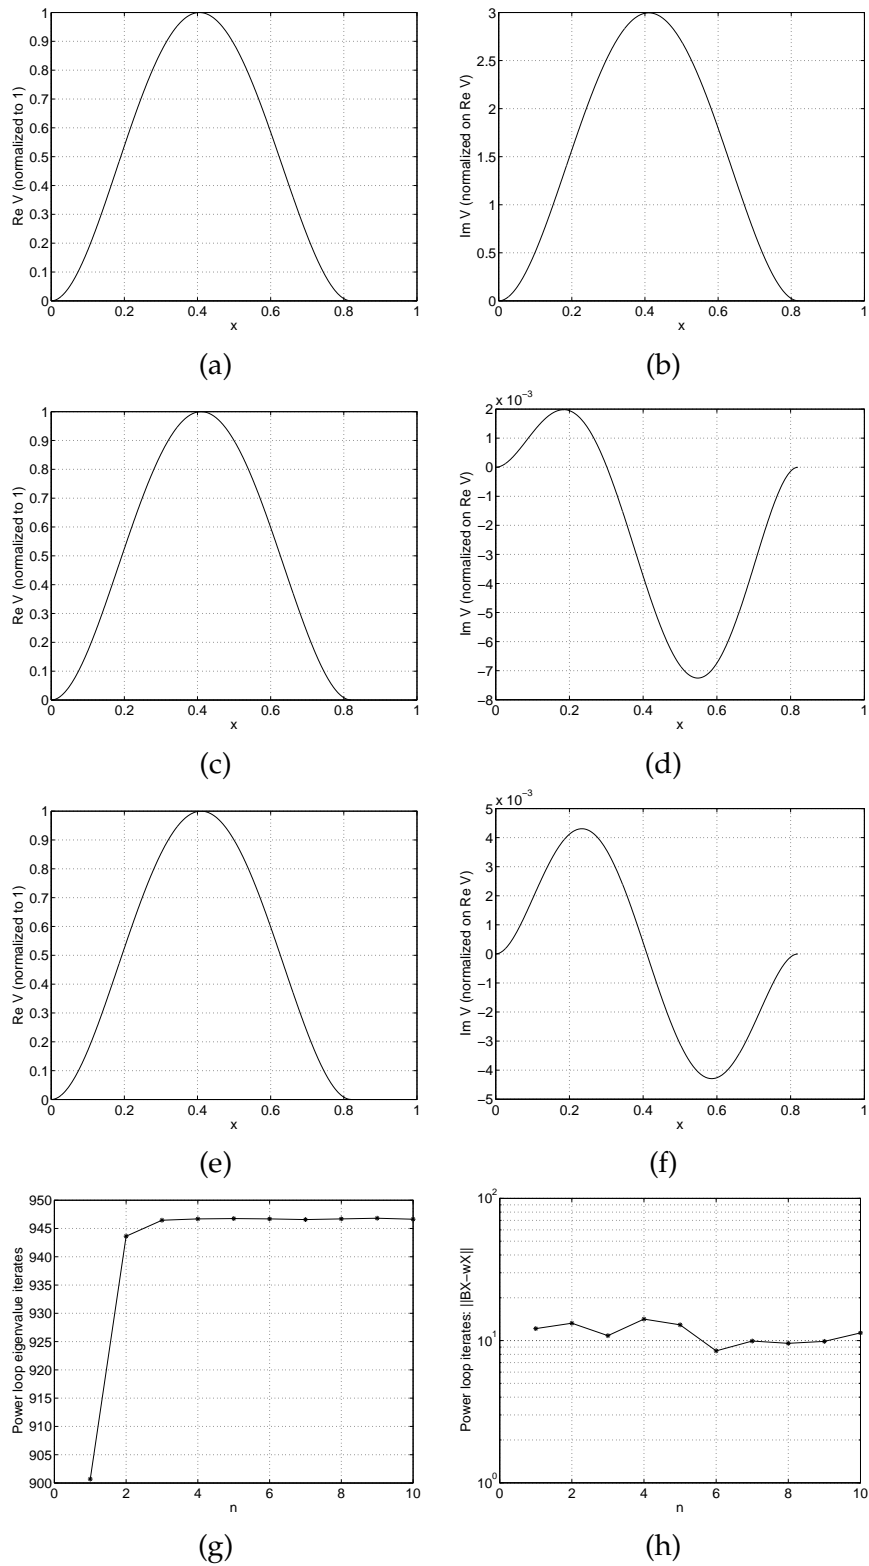 1
0.9
0.8
0.7
0.6
0.5
0.4
0.3
0.2
0.1
0
Re V (normalized to 1)
0 0.2 0.4 0.6 0.8 1
x
(a)
3
2.5
2
1.5
1
0.5
0
Im V (normalized on Re V)
0 0.2 0.4 0.6 0.8 1
x
(b)
1
0.9
0.8
0.7
0.6
0.5
0.4
0.3
0.2
0.1
0
Re V (normalized to 1)
0 0.2 0.4 0.6 0.8 1
x
(c)
x 10−3
2
1
0
−1
−2
−3
−4
−5
−6
−7
−8
Im V (normalized on Re V)
0 0.2 0.4 0.6 0.8 1
x
(d)
1
0.9
0.8
0.7
0.6
0.5
0.4
0.3
0.2
0.1
0
Re V (normalized to 1)
0 0.2 0.4 0.6 0.8 1
x
(e)
x 10−3
5
4
3
2
1
0
−1
−2
−3
−4
−5
Im V (normalized on Re V)
0 0.2 0.4 0.6 0.8 1
x
(f)
950
945
940
935
930
925
920
915
910
905
900
Power loop eigenvalue iterates
0 2 4 6 8 10
n
(g)
10²
10¹
10⁰
Power loop iterates: ||BX−wX||
0 2 4 6 8 10
n
(h)